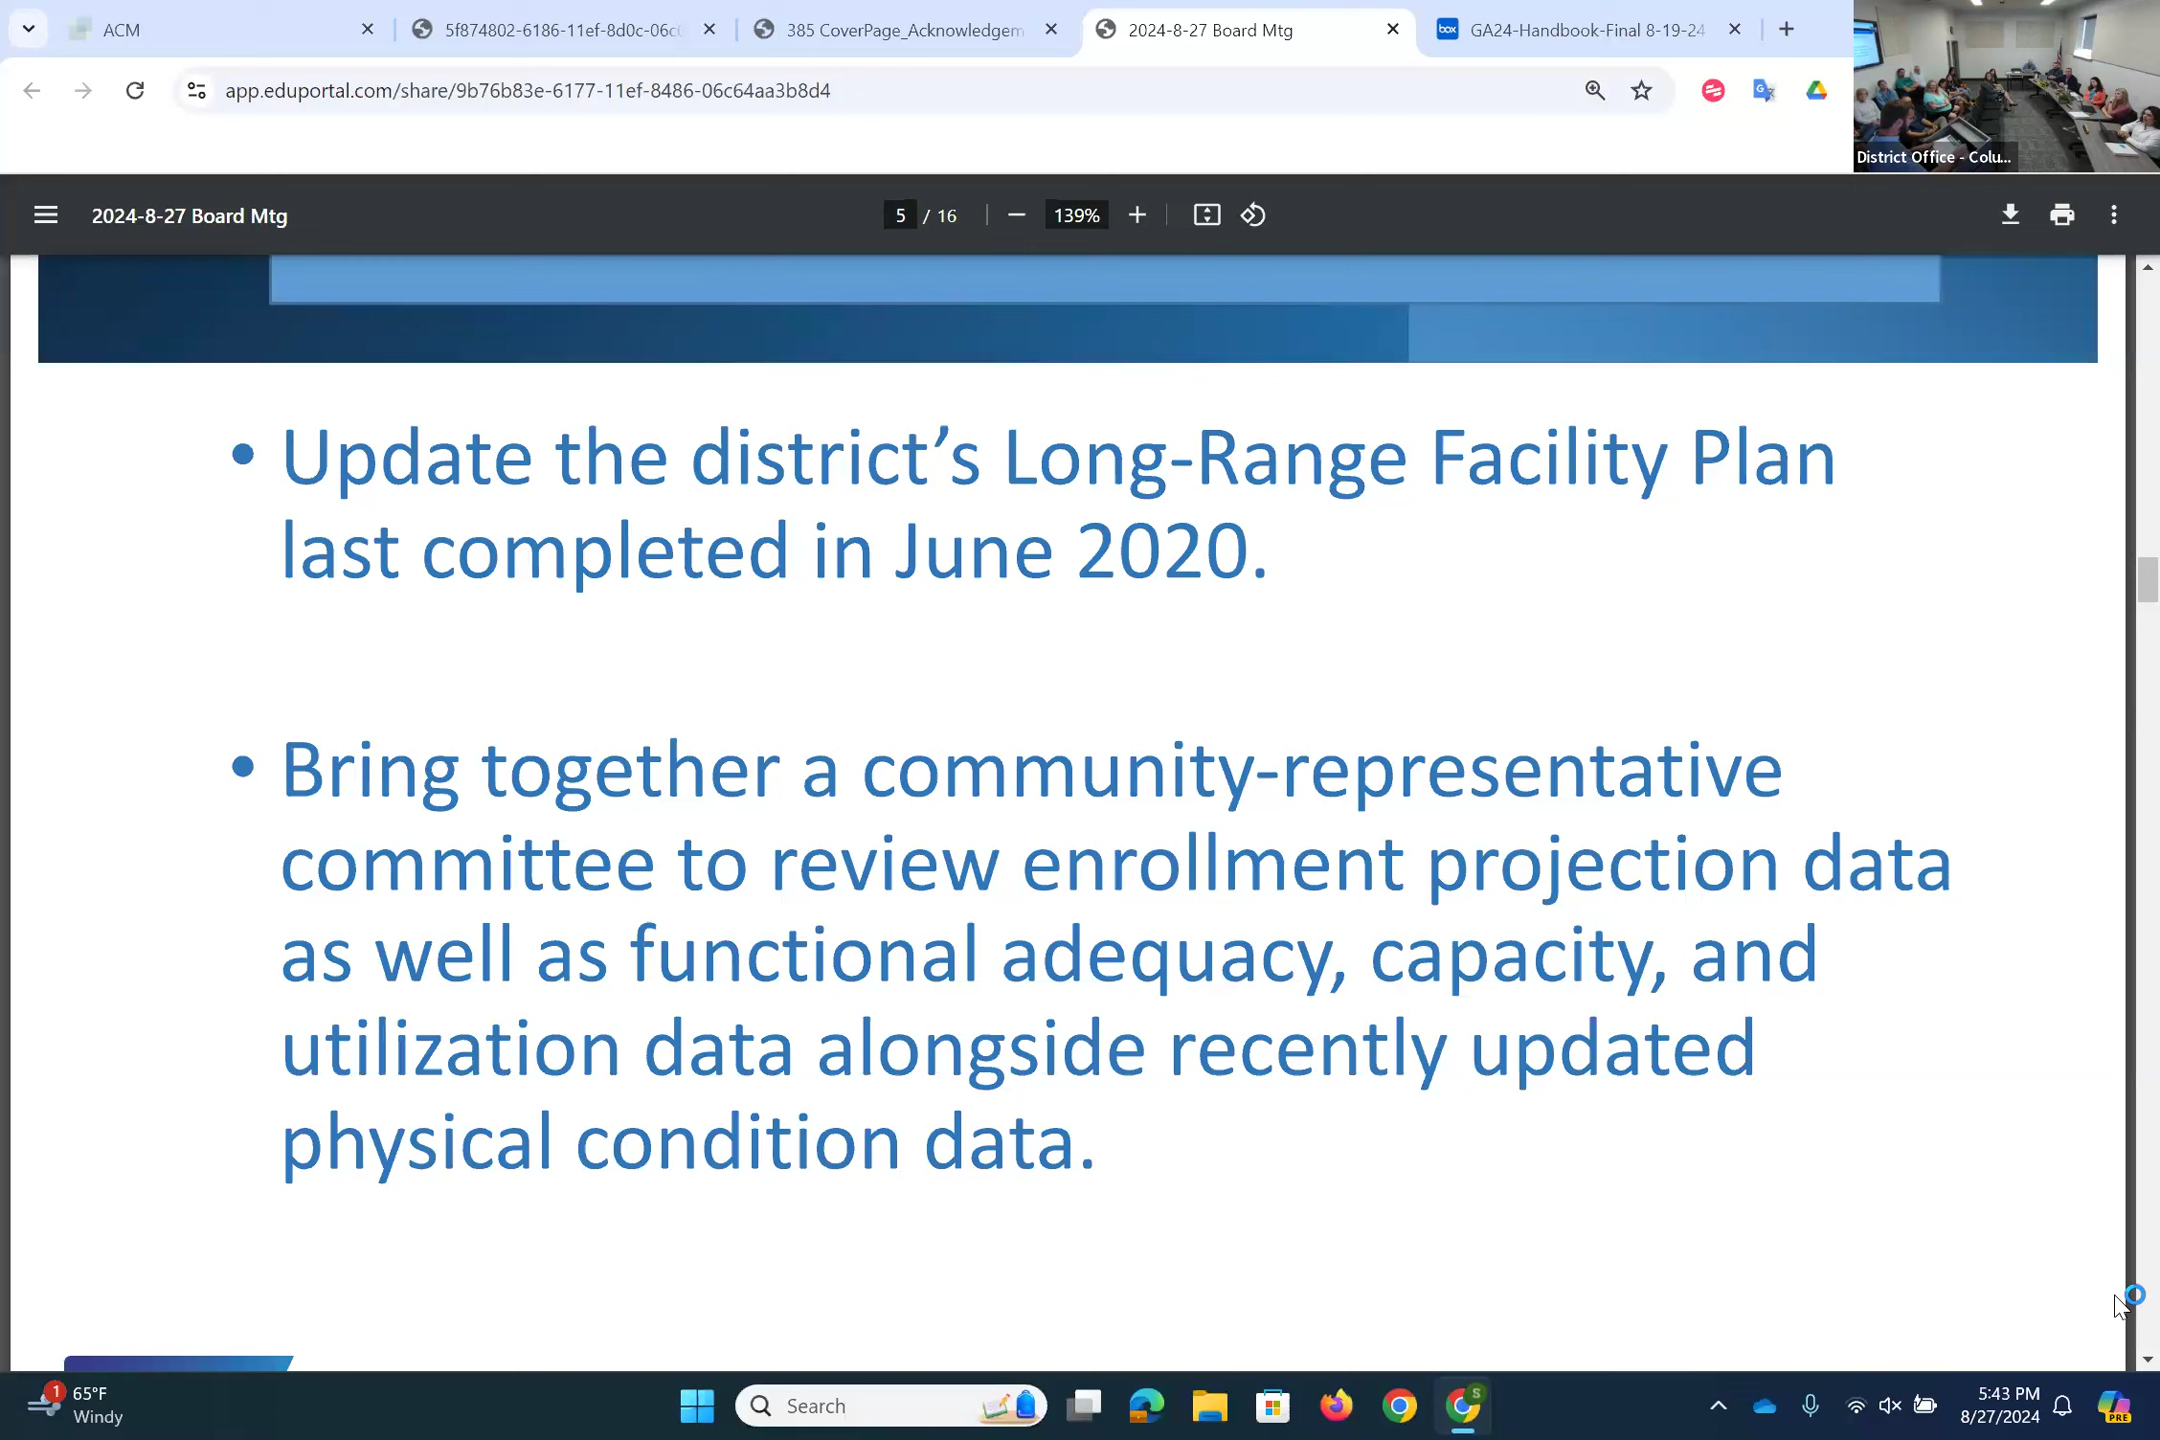 ACM
5f874802-6186-11ef-8d0c-06c6
385 CoverPage_Acknowledgem
2024-8-27 Board Mtg
box
GA24-Handbook-Final 8-19-24
app.eduportal.com/share/9b76b83e-6177-11ef-8486-06c64aa3b8d4
District Office - Colu...
2024-8-27 Board Mtg
5 / 16
139%
• Update the district’s Long-Range Facility Plan
last completed in June 2020.
• Bring together a community-representative
committee to review enrollment projection data
as well as functional adequacy, capacity, and
utilization data alongside recently updated
physical condition data.
1
65°F
Windy
Search
S
5:43 PM
8/27/2024
PRE